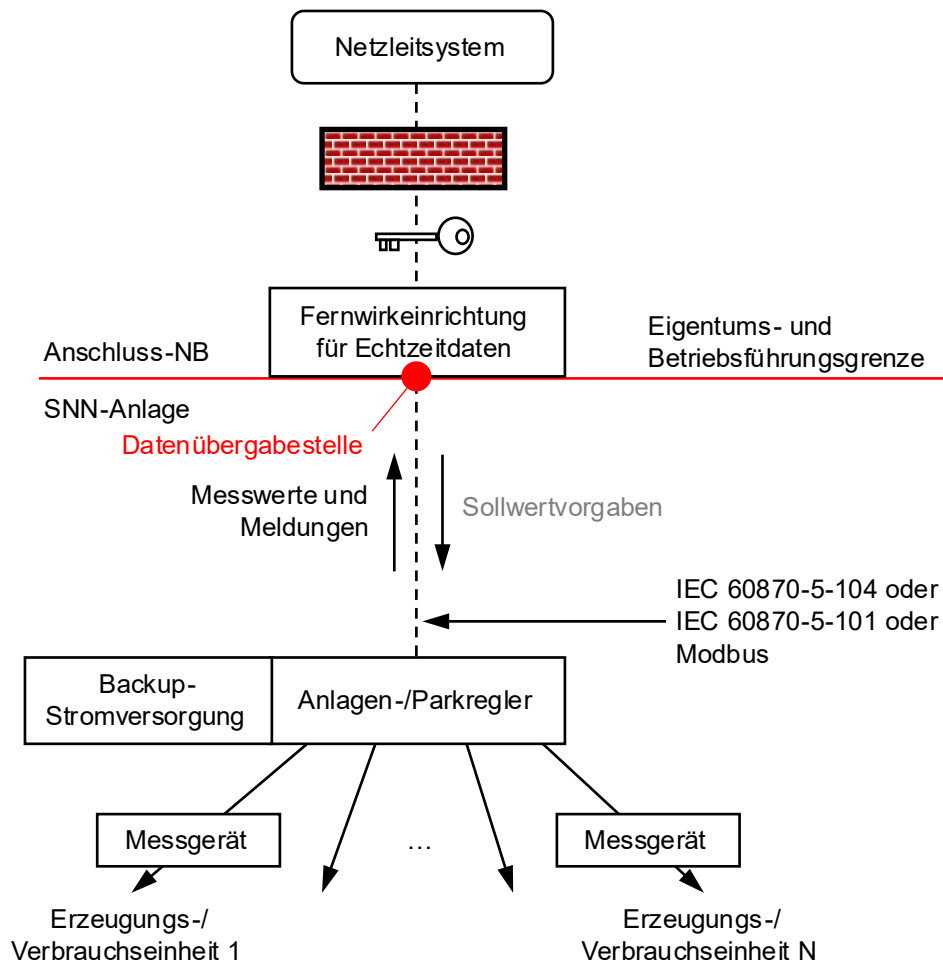 Netzleitsystem
Fernwirkeinrichtung
für Echtzeitdaten
Anschluss-NB
Eigentums- und
Betriebsführungsgrenze
SNN-Anlage
Datenübergabestelle
Messwerte und
Meldungen
Sollwertvorgaben
IEC 60870-5-104 oder
IEC 60870-5-101 oder
Modbus
Backup-
Stromversorgung
Anlagen-/Parkregler
Messgerät
...
Messgerät
Erzeugungs-/
Verbrauchseinheit 1
Erzeugungs-/
Verbrauchseinheit N